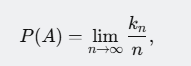 P(A) = lim_{n→∞} k_n/n,